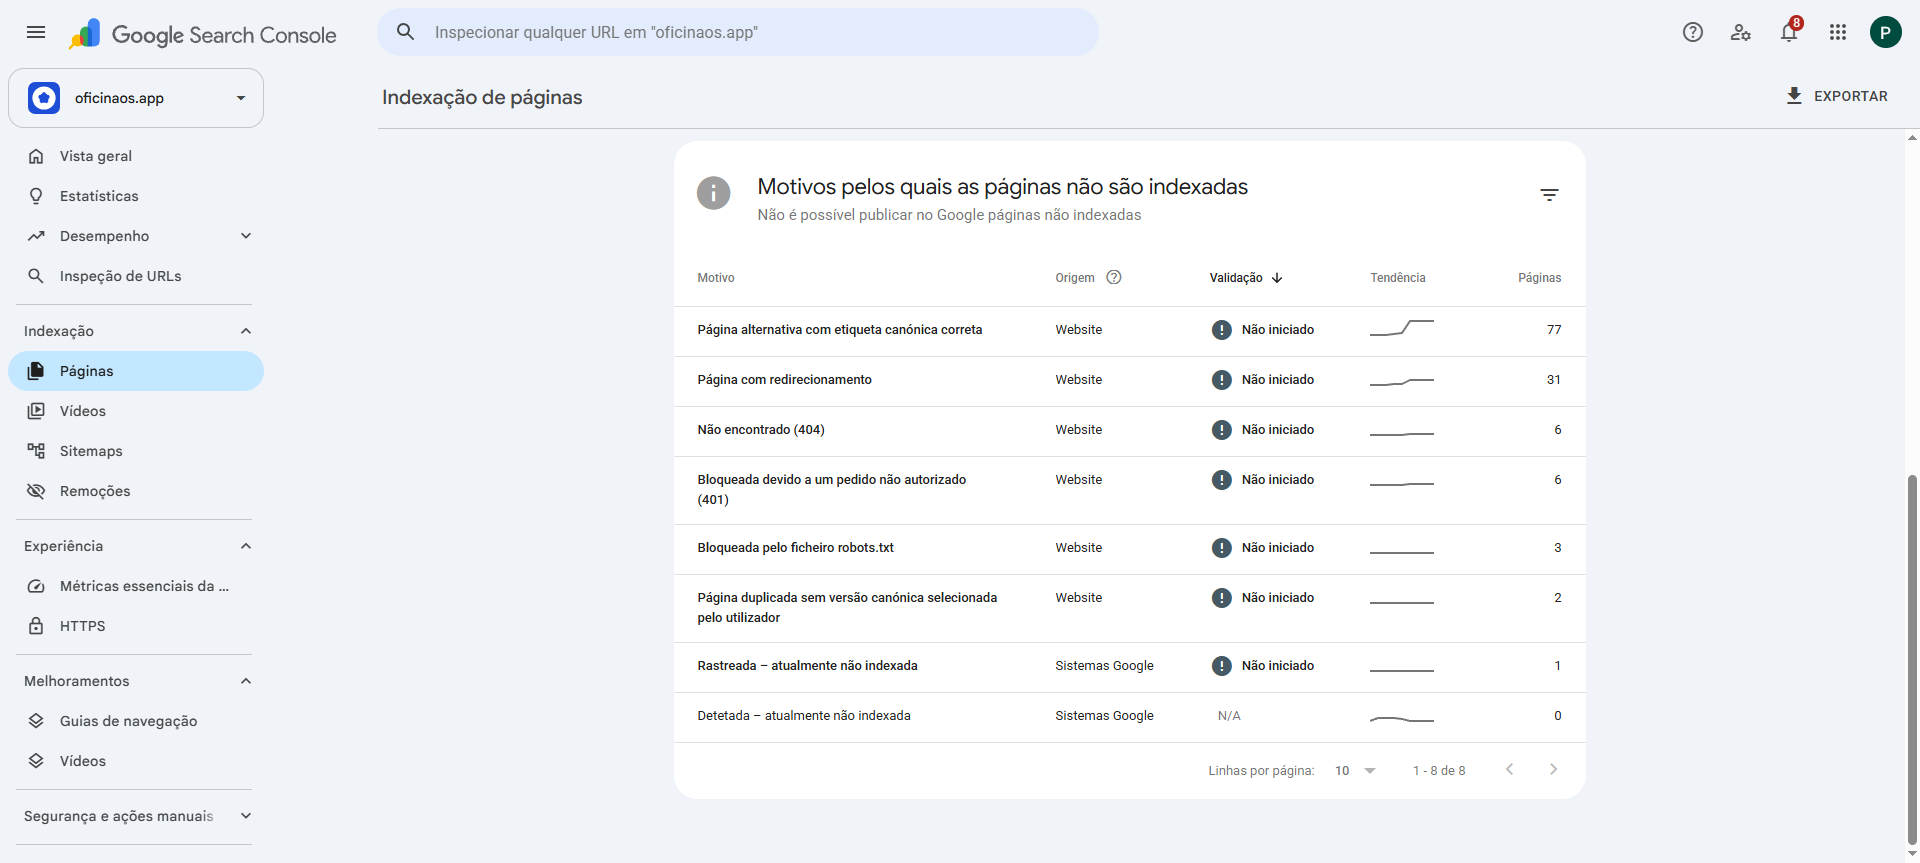 Google Search Console
Inspecionar qualquer URL em "oficinaos.app"
8
P
oficinaos.app
Indexação de páginas
EXPORTAR
Vista geral
Estatísticas
Desempenho
Inspeção de URLs
Indexação
Páginas
Vídeos
Sitemaps
Remoções
Experiência
Métricas essenciais da ...
HTTPS
Melhoramentos
Guias de navegação
Vídeos
Segurança e ações manuais
Motivos pelos quais as páginas não são indexadas
Não é possível publicar no Google páginas não indexadas
Motivo Origem Validação Tendência Páginas
Página alternativa com etiqueta canónica correta Website Não iniciado 77
Página com redirecionamento Website Não iniciado 31
Não encontrado (404) Website Não iniciado 6
Bloqueada devido a um pedido não autorizado Website Não iniciado 6
(401)
Bloqueada pelo ficheiro robots.txt Website Não iniciado 3
Página duplicada sem versão canónica selecionada Website Não iniciado 2
pelo utilizador
Rastreada – atualmente não indexada Sistemas Google Não iniciado 1
Detetada – atualmente não indexada Sistemas Google N/A 0
Linhas por página: 10 1 - 8 de 8